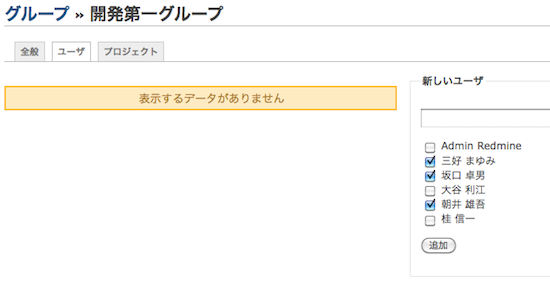 グループ » 開発第一グループ
全般 ユーザ プロジェクト
表示するデータがありません
新しいユーザ
Admin Redmine
三好 まゆみ
坂口 卓男
大谷 利江
朝井 雄吾
桂 信一
追加